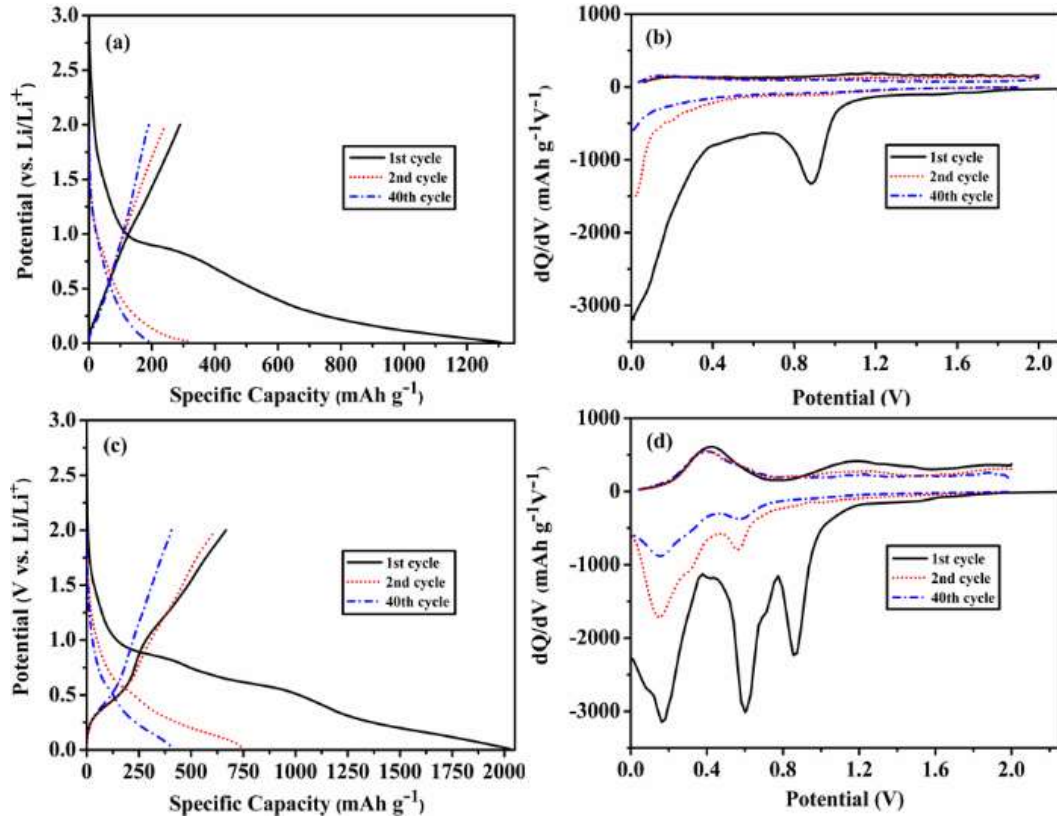 (a)
3.0
2.5
2.0
1.5
1.0
0.5
0.0
Potential (vs. Li/Li⁺)
1st cycle
2nd cycle
40th cycle
0 200 400 600 800 1000 1200
Specific Capacity (mAh g⁻¹)
(b)
1000
0
-1000
-2000
-3000
dQ/dV (mAh g⁻¹V⁻¹)
1st cycle
2nd cycle
40th cycle
0.0 0.4 0.8 1.2 1.6 2.0
Potential (V)
(c)
3.0
2.5
2.0
1.5
1.0
0.5
0.0
Potential (V vs. Li/Li⁺)
1st cycle
2nd cycle
40th cycle
0 250 500 750 1000 1250 1500 1750 2000
Specific Capacity (mAh g⁻¹)
(d)
1000
0
-1000
-2000
-3000
dQ/dV (mAh g⁻¹V⁻¹)
1st cycle
2nd cycle
40th cycle
0.0 0.4 0.8 1.2 1.6 2.0
Potential (V)